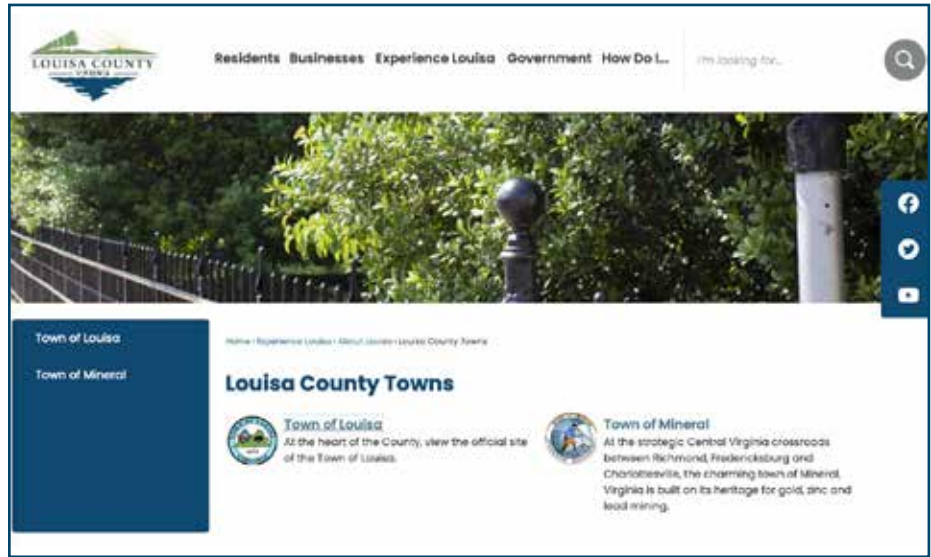 LOUISA COUNTY
Residents Businesses Experience Louisa Government How Do I... I'm looking for...
Town of Louisa
Town of Mineral
Home › Experience Louisa › About Louisa › Louisa County Towns
Louisa County Towns
Town of Louisa
At the heart of the County, view the official site
of the Town of Louisa.
Town of Mineral
At the strategic Central Virginia crossroads
between Richmond, Fredericksburg and
Charlottesville, the charming town of Mineral,
Virginia is built on its heritage for gold, zinc and
lead mining.